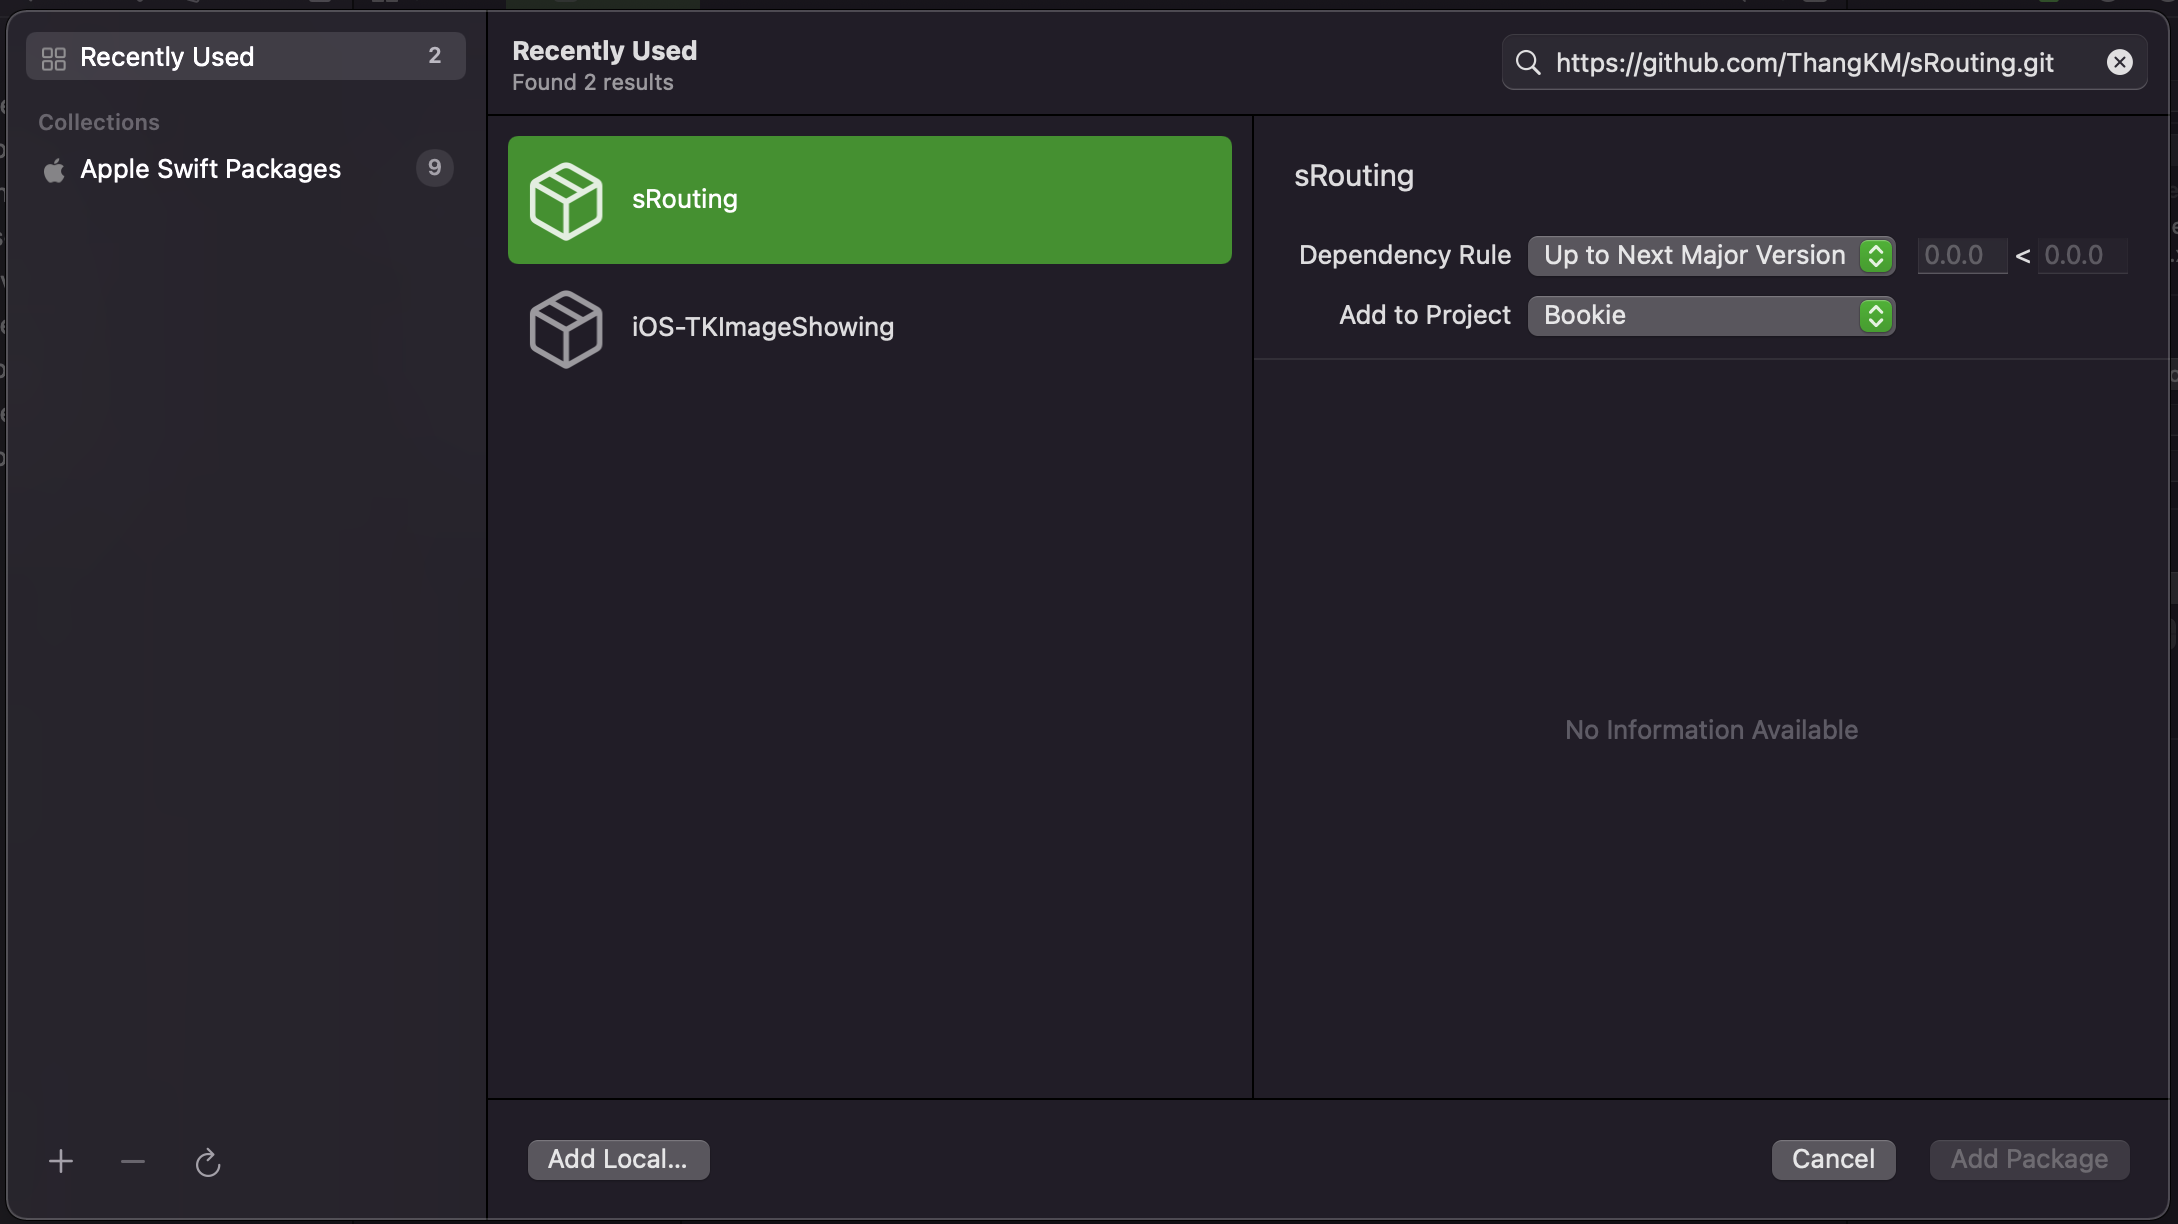 Recently Used 2
Collections
Apple Swift Packages 9
Recently Used
Found 2 results
https://github.com/ThangKM/sRouting.git
sRouting
iOS-TKImageShowing
sRouting
Dependency Rule Up to Next Major Version 0.0.0 < 0.0.0
Add to Project Bookie
No Information Available
Add Local...
Cancel
Add Package